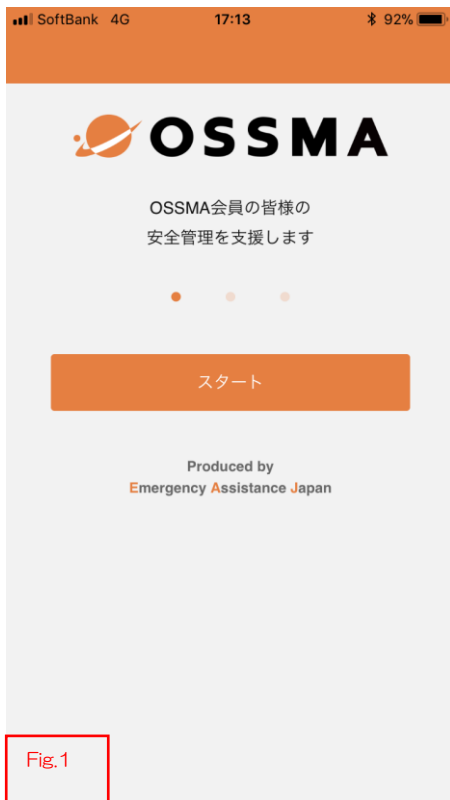 SoftBank 4G 17:13 92%
OSSMA
OSSMA会員の皆様の
安全管理を支援します
スタート
Produced by
Emergency Assistance Japan
Fig.1